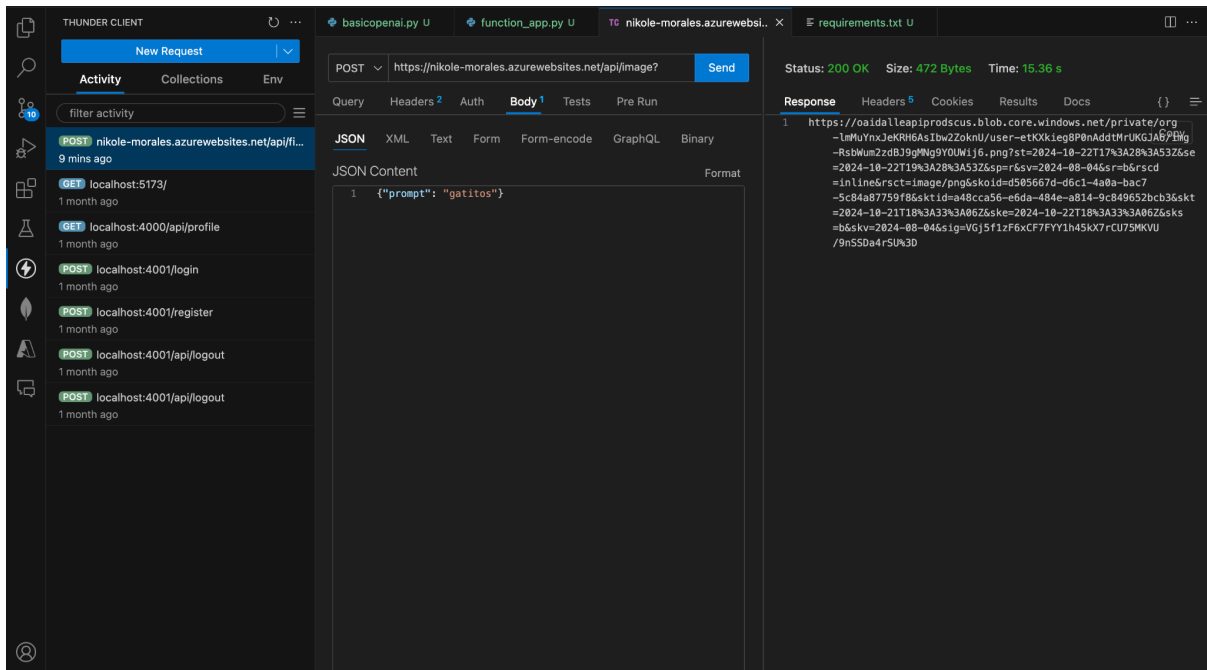 THUNDER CLIENT
New Request
Activity Collections Env
filter activity
POST nikole-morales.azurewebsites.net/api/fi...
9 mins ago
GET localhost:5173/
1 month ago
GET localhost:4000/api/profile
1 month ago
POST localhost:4001/login
1 month ago
POST localhost:4001/register
1 month ago
POST localhost:4001/api/logout
1 month ago
POST localhost:4001/api/logout
1 month ago
10
basicopenai.py U
function_app.py U
TC nikole-morales.azurewebsi..
requirements.txt U
POST https://nikole-morales.azurewebsites.net/api/image? Send
Query Headers 2 Auth Body 1 Tests Pre Run
JSON XML Text Form Form-encode GraphQL Binary
JSON Content Format
1 {"prompt": "gatitos"}
Status: 200 OK Size: 472 Bytes Time: 15.36 s
Response Headers 5 Cookies Results Docs {}
Copy
1 https://oaidalleapiprodscus.blob.core.windows.net/private/org
-lmMuYnxJeKRH6AsIbw2ZoknU/user-etKXkieg8P0nAddtMrUKGJA6/img
-RsbWum2zdBJ9gMNg9YOUWij6.png?st=2024-10-22T17%3A28%3A53Z&se
=2024-10-22T19%3A28%3A53Z&sp=r&sv=2024-08-04&sr=b&rscd
=inline&rsct=image/png&skoid=d505667d-d6c1-4a0a-bac7
-5c84a87759f8&sktid=a48cca56-e6da-484e-a814-9c849652bcb3&skt
=2024-10-21T18%3A33%3A06Z&ske=2024-10-22T18%3A33%3A06Z&sks
=b&skv=2024-08-04&sig=VGj5f1zF6xCF7FYY1h45kX7rCU75MKVU
/9nSSDa4rSU%3D